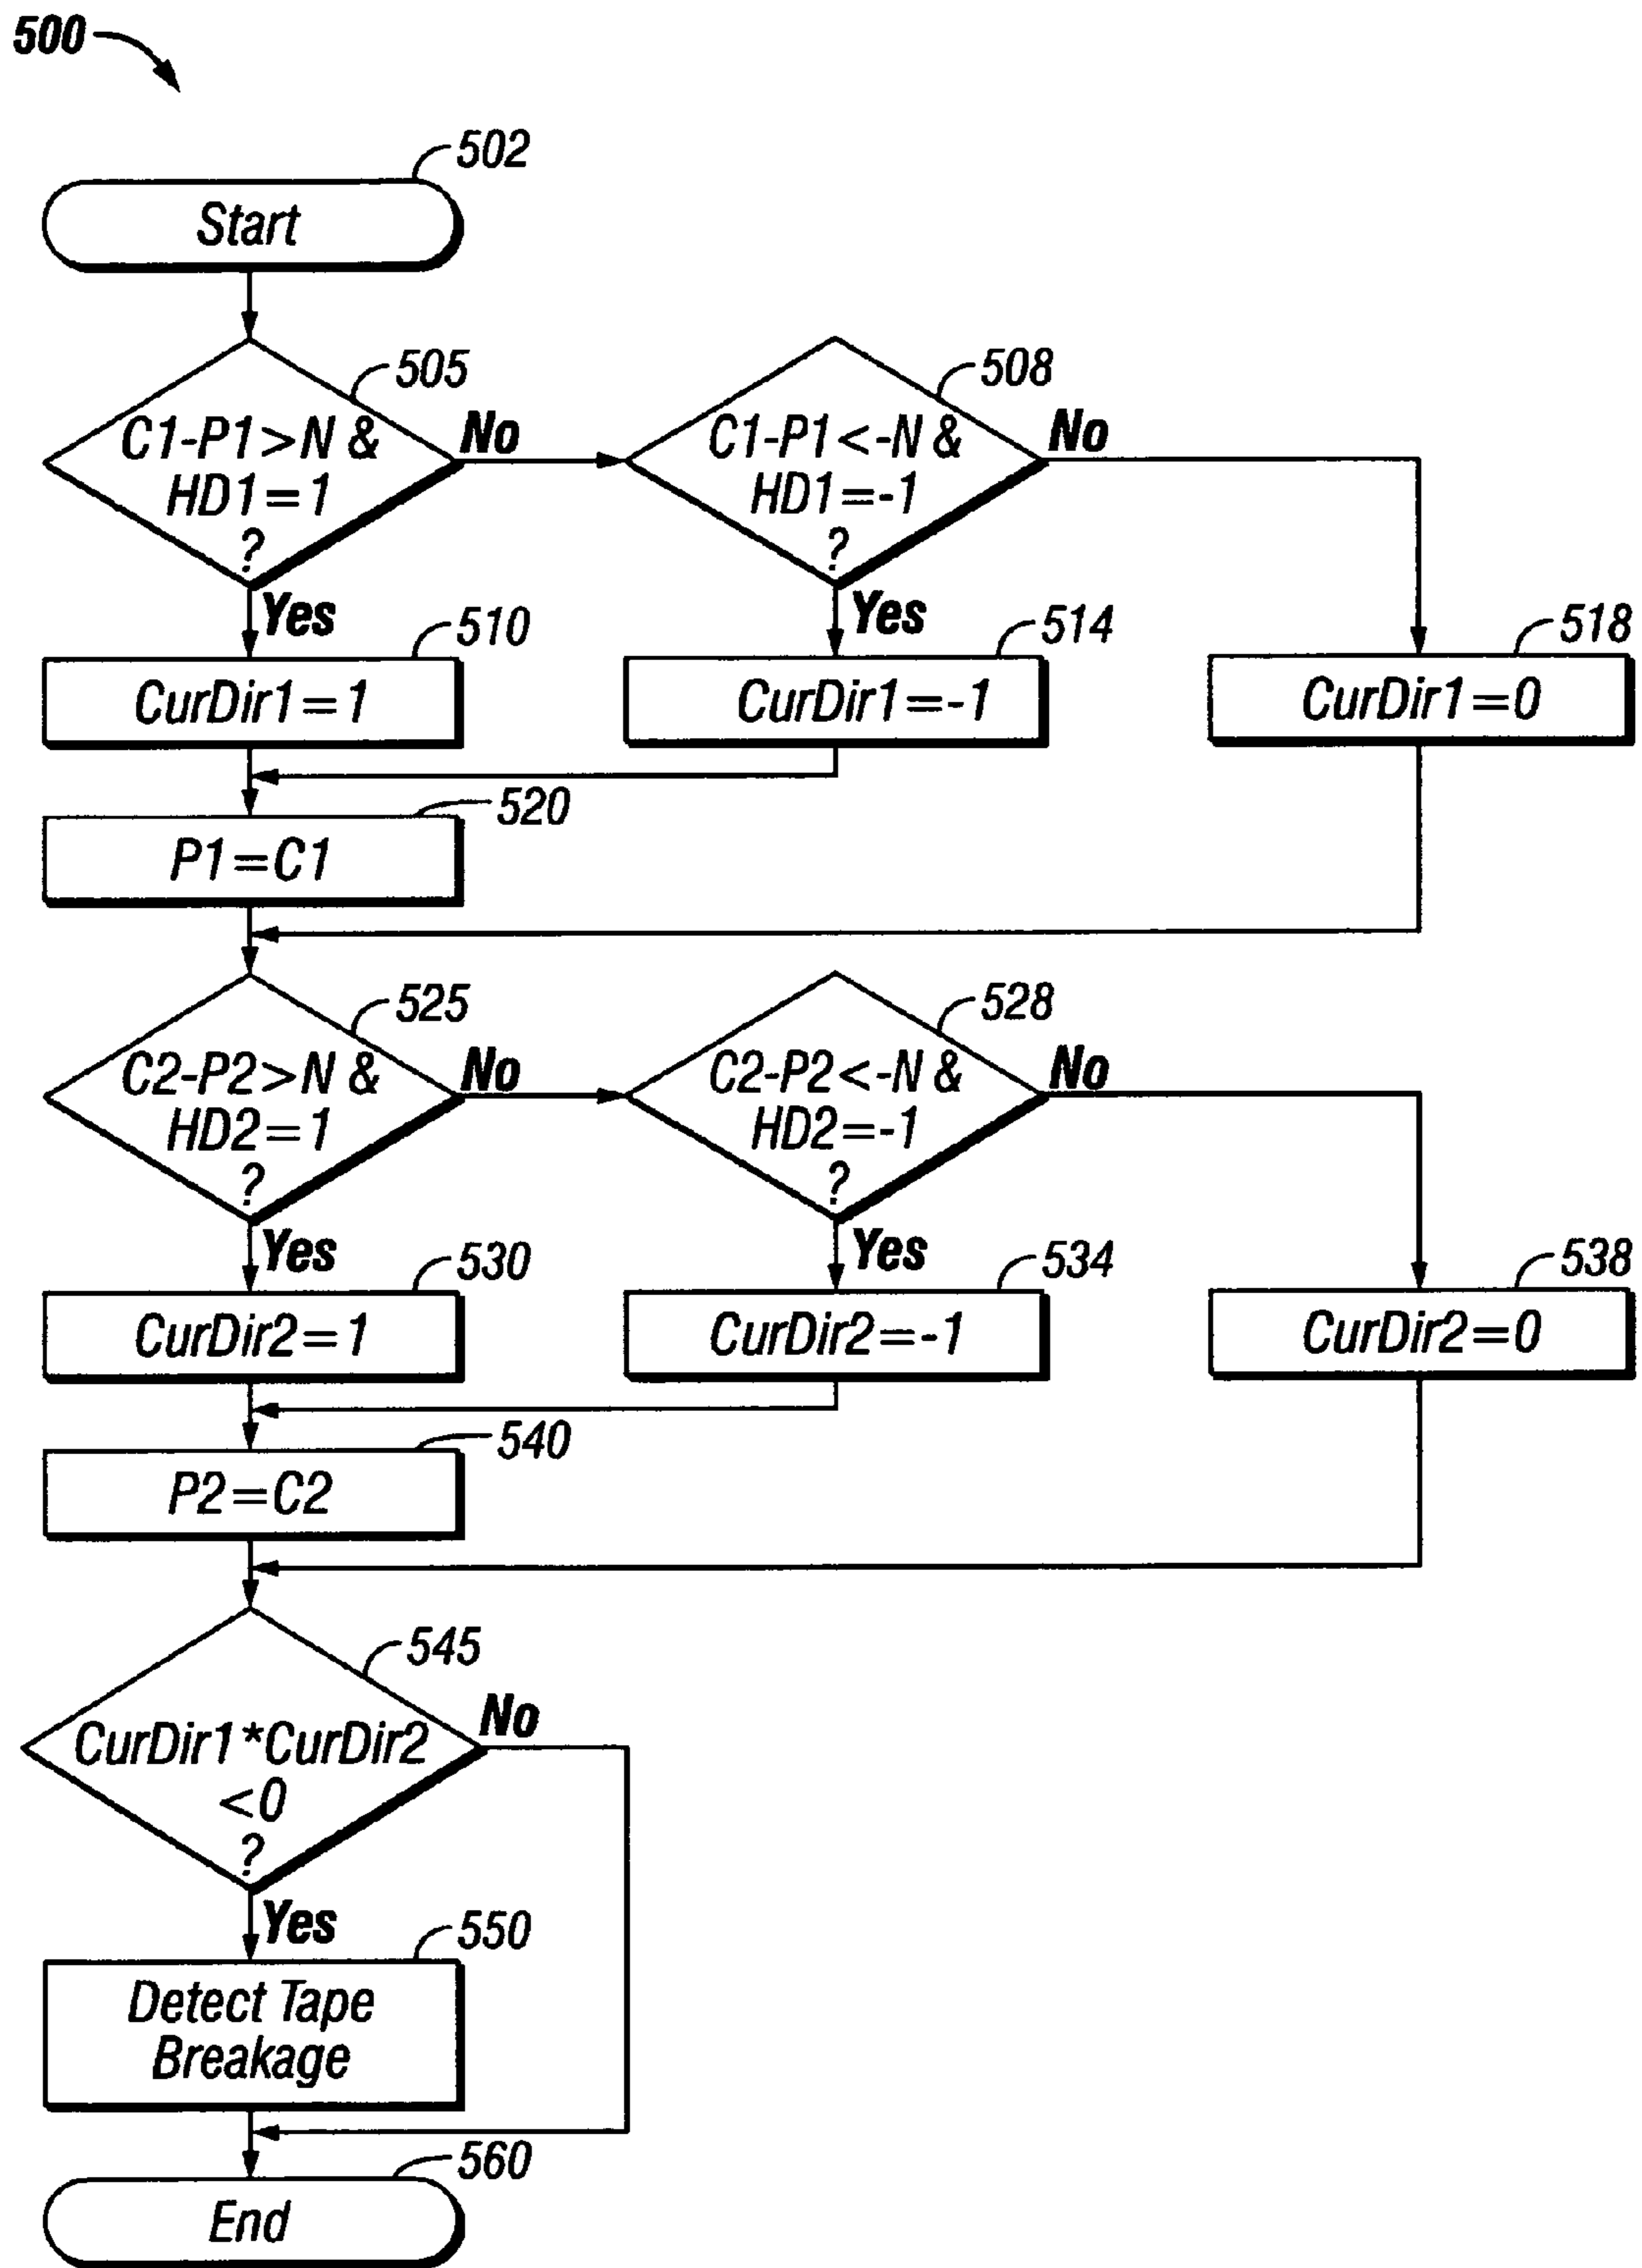 500
502
Start
505
C1-P1>N &
HD1=1
?
No
508
C1-P1<-N &
HD1=-1
?
No
Yes
510
CurDir1=1
Yes
514
CurDir1=-1
518
CurDir1=0
520
P1=C1
525
C2-P2>N &
HD2=1
?
No
528
C2-P2<-N &
HD2=-1
?
No
Yes
530
CurDir2=1
Yes
534
CurDir2=-1
538
CurDir2=0
540
P2=C2
545
CurDir1*CurDir2
<0
?
No
Yes
550
Detect Tape
Breakage
560
End